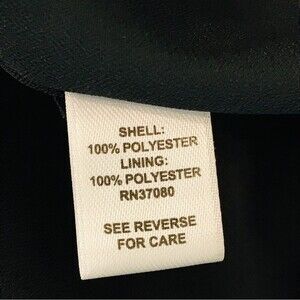 SHELL:
100% POLYESTER
LINING:
100% POLYESTER
RN37080
SEE REVERSE
FOR CARE